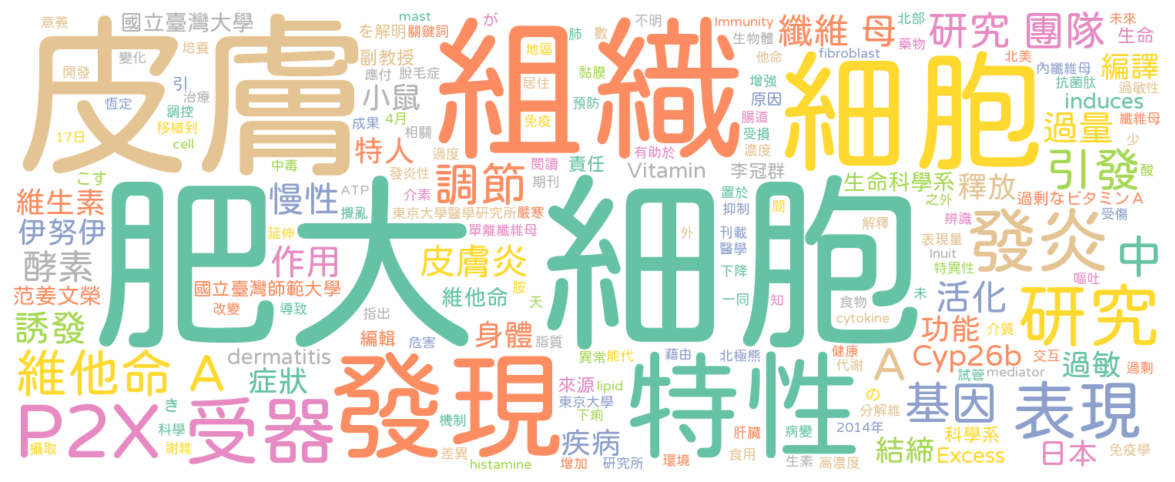 意義 國立臺灣大學 mast を解明 關鍵詞 が 肺 數 不明 Immunity 纖維 母 北部 研究 團隊 未來
皮膚 組織 細胞
變化 培養 副教授 地區 生物體 他命 fibroblast 藥物 生命
開發 引 應付 脫毛症 黏膜 居住 增強 北美 內纖維母 編譯
恆定 治療 小鼠 預防 原因 抗菌肽 過敏性
調控 成果 4月 免疫 腸道 induces 纖維母
17日 移植到 特人 相關 受損 過量 少
cell 過度 有助於 濃度
中毒 發炎性 閱讀 責任 李冠群 引發 酸
こす 慢性 ATP 調節 期刊 Vitamin 生命科學系 之外
維生素 介素 置於 釋放 過剰なビタミンA
擾亂 東京大學醫學研究所 嚴寒 抑制 間 辨識 受傷
伊努伊 延伸 單離纖維母 刊載 解釋 表現量 發炎
肥大 細胞
酵素 作用 皮膚炎 外 醫學 Inuit 特異性 中
范姜文榮 國立臺灣師範大學 維他命 胺 下降 嘔吐
改變 導致 天 一同 知 食物 未 活化
誘發 指出 身體 cytokine 功能 介質 研究
dermatitis 編輯 危害 脂質 異常 能代 藉由 北極熊 健康 Cyp26b 交互
維他命 A 症狀 發現 特性 代謝 A 過敏 過剩
來源 lipid 試管 mediator
P2X 受器 き 機制 東京大學 下痢 の 分解維 基因 表現
科學 疾病 肝臟 病變 2014年 科學系
攝取 謝雜 差異 食用 結締 日本 免疫學
histamine 增加 研究所 環境 生素 高濃度 Excess